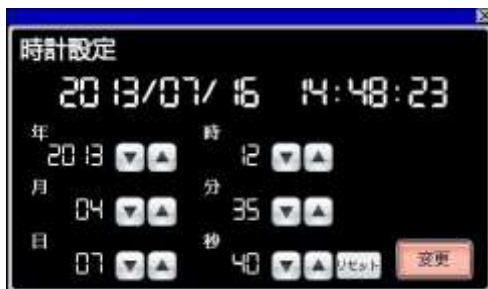 時計設定
2013/07/16 14:48:23
年 時
2013 ▼ ▲ 12 ▼ ▲
月 分
04 ▼ ▲ 35 ▼ ▲
日 秒
07 ▼ ▲ 40 ▼ ▲ リセット 変更